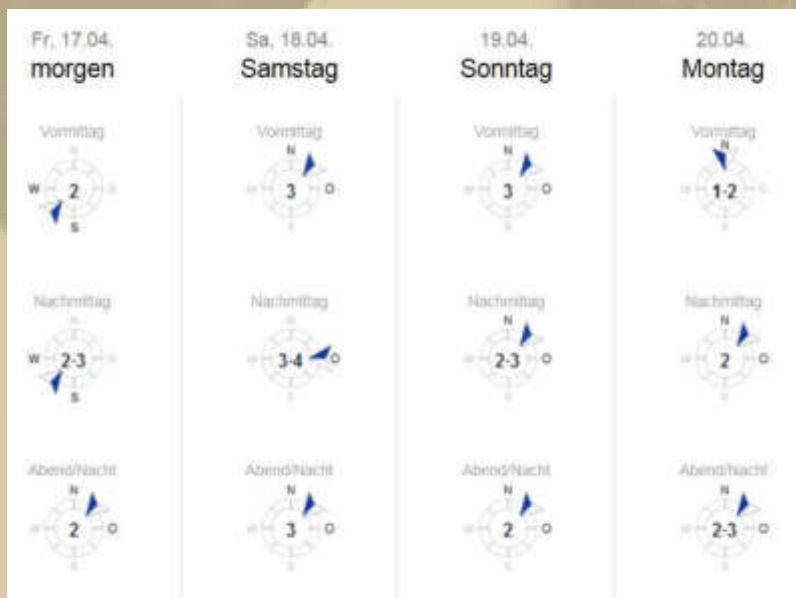 Fr, 17.04.
morgen
Vormittag
W
2
S
Nachmittag
W
2-3
S
Abend/Nacht
N
2
O
Sa, 18.04.
Samstag
Vormittag
N
3
O
Nachmittag
3-4
O
Abend/Nacht
N
3
O
19.04.
Sonntag
Vormittag
N
3
O
Nachmittag
N
2-3
O
Abend/Nacht
N
2
O
20.04.
Montag
Vormittag
N
1-2
Nachmittag
N
2
O
Abend/Nacht
N
2-3
O